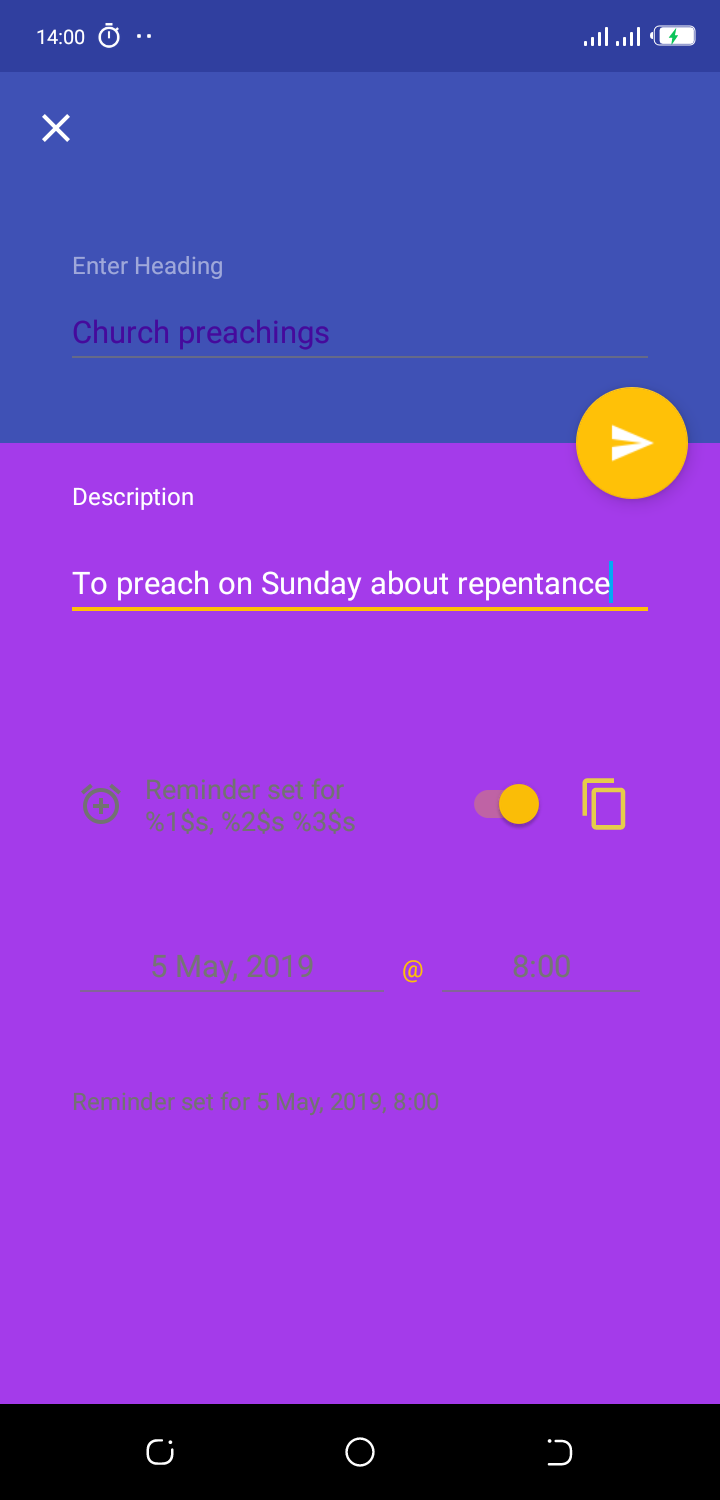 14:00
Enter Heading
Church preachings
Description
To preach on Sunday about repentance
Reminder set for
%1$s, %2$s %3$s
5 May, 2019 @ 8:00
Reminder set for 5 May, 2019, 8:00